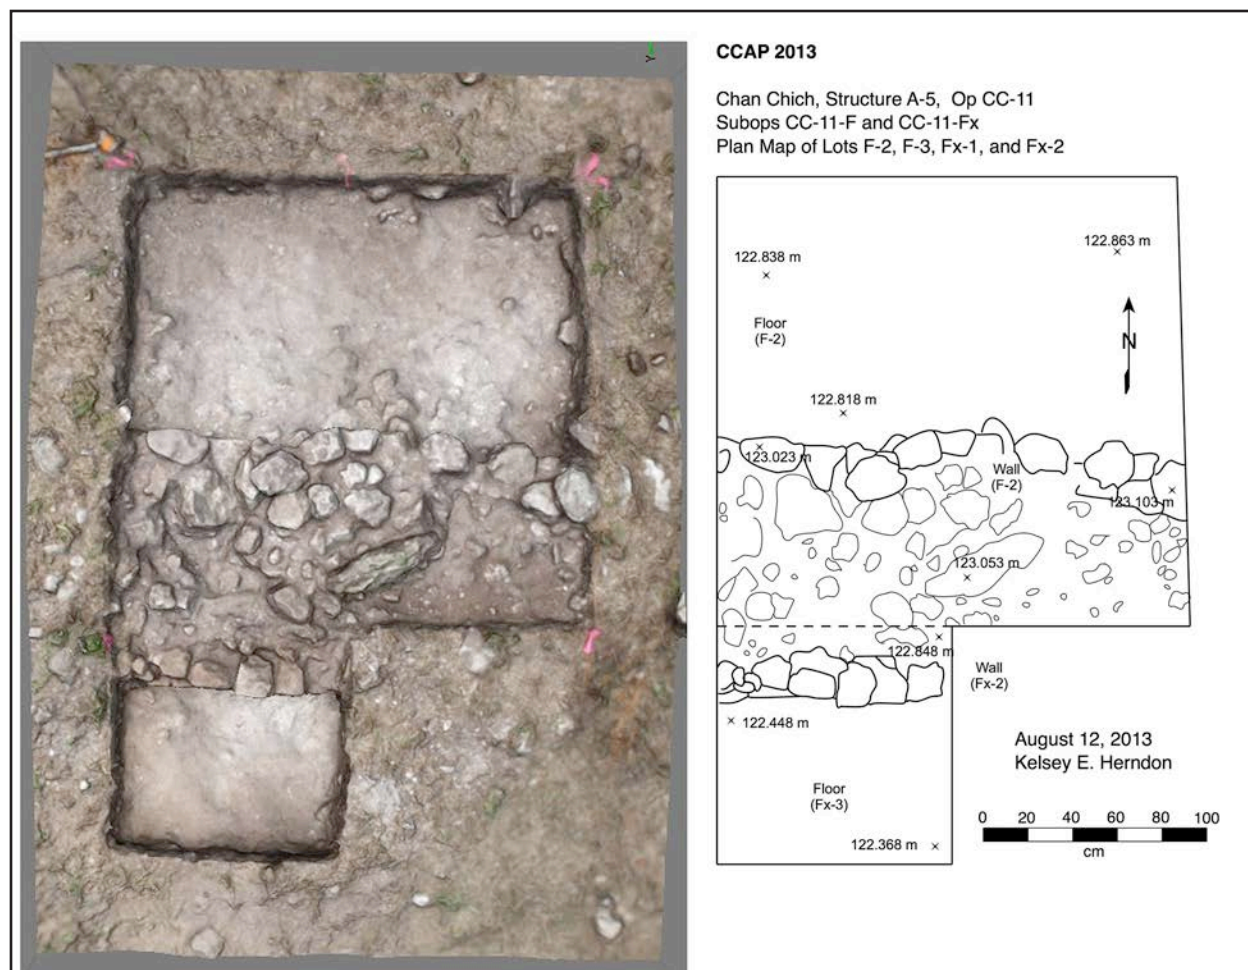 CCAP 2013
Chan Chich, Structure A-5, Op CC-11
Subops CC-11-F and CC-11-Fx
Plan Map of Lots F-2, F-3, Fx-1, and Fx-2
Y
122.838 m
122.863 m
Floor
(F-2)
N
122.818 m
123.023 m
Wall
(F-2)
123.103 m
123.053 m
122.848 m
Wall
(Fx-2)
122.448 m
August 12, 2013
Kelsey E. Herndon
Floor
(Fx-3)
0 20 40 60 80 100
cm
122.368 m